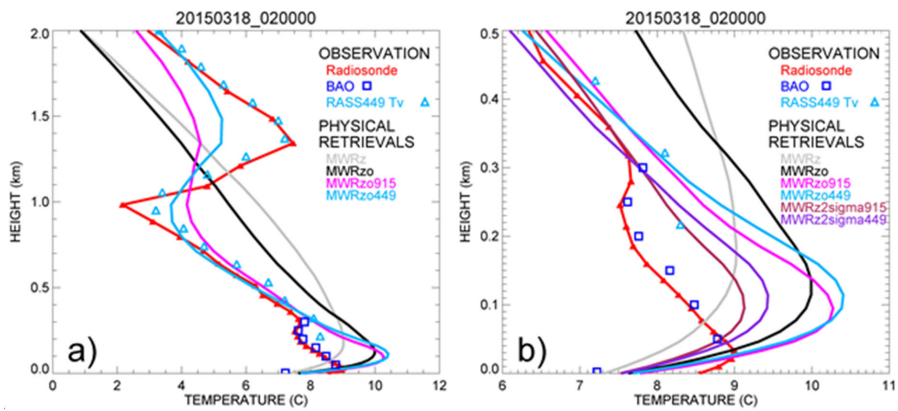 20150318_020000
2.0
1.5
1.0
0.5
0.0
HEIGHT (km)
OBSERVATION
Radiosonde
BAO
RASS449 Tv
PHYSICAL
RETRIEVALS
MWRz
MWRzo
MWRzo915
MWRzo449
a)
0 2 4 6 8 10 12
TEMPERATURE (C)
20150318_020000
0.5
0.4
0.3
0.2
0.1
0.0
HEIGHT (km)
OBSERVATION
Radiosonde
BAO
RASS449 Tv
PHYSICAL
RETRIEVALS
MWRz
MWRzo
MWRzo915
MWRzo449
MWRz2sigma915
MWRz2sigma449
b)
6 7 8 9 10 11
TEMPERATURE (C)